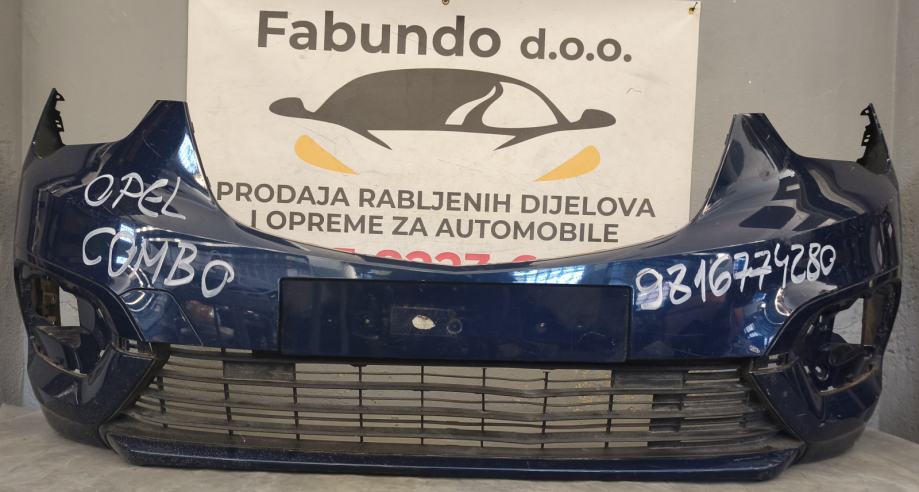 Fabundo d.o.o.
PRODAJA RABLJENIH DIJELOVA
I OPREME ZA AUTOMOBILE
OPEL
COMBO
9816774280